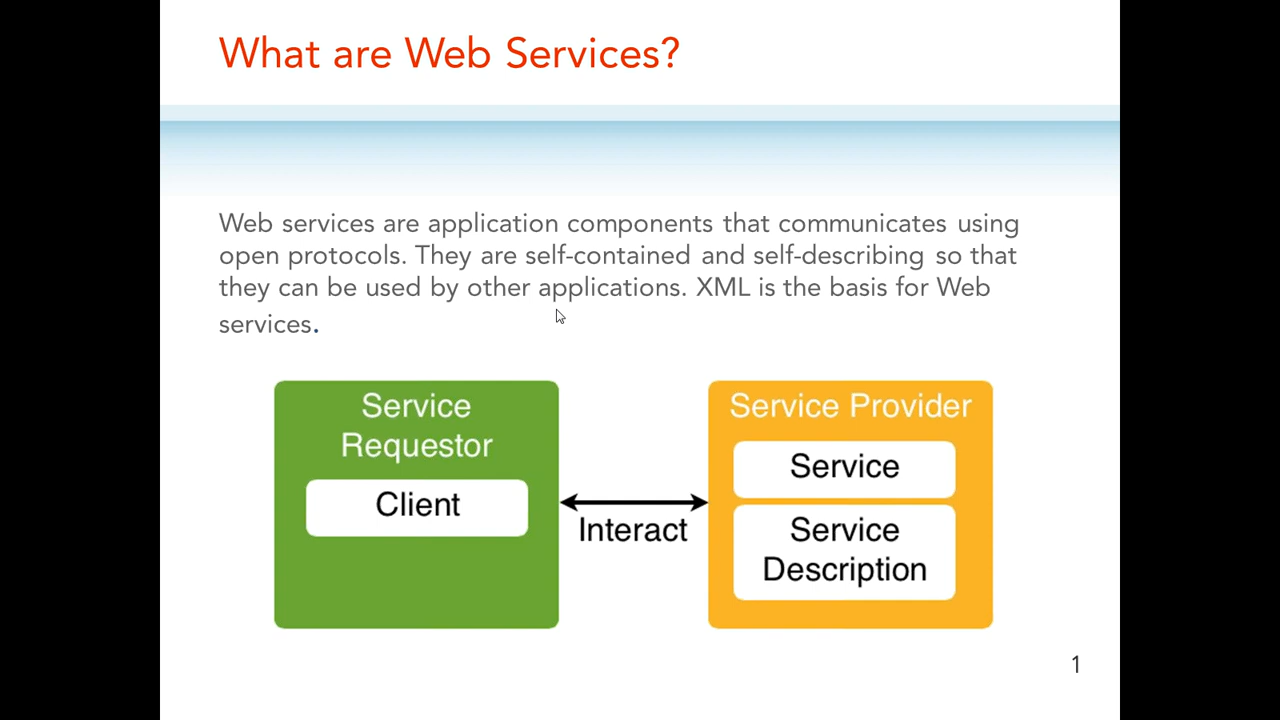 What are Web Services?
Web services are application components that communicates using
open protocols. They are self-contained and self-describing so that
they can be used by other applications. XML is the basis for Web
services.
Service
Requestor
Client
Interact
Service Provider
Service
Service
Description
1